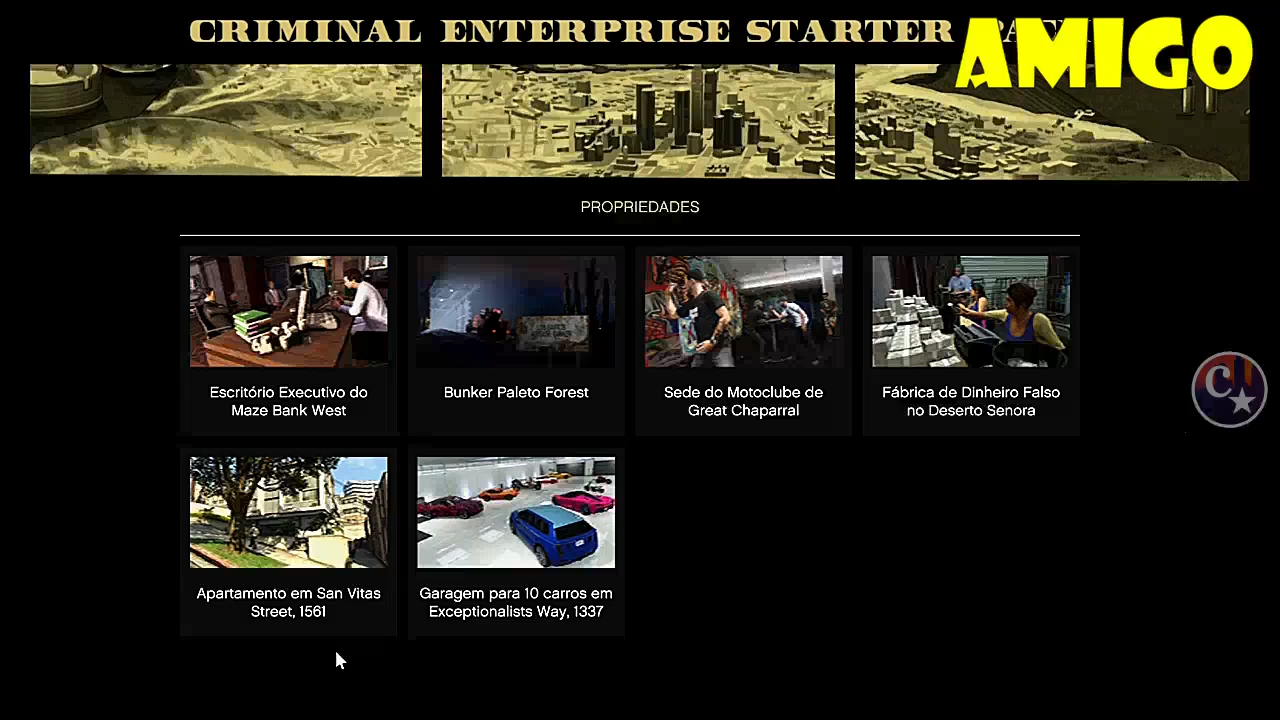 CRIMINAL ENTERPRISE STARTER
AMIGO
PROPRIEDADES
Escritório Executivo do
Maze Bank West
Bunker Paleto Forest
Sede do Motoclube de
Great Chaparral
Fábrica de Dinheiro Falso
no Deserto Senora
Apartamento em San Vitas
Street, 1561
Garagem para 10 carros em
Exceptionalists Way, 1337
C